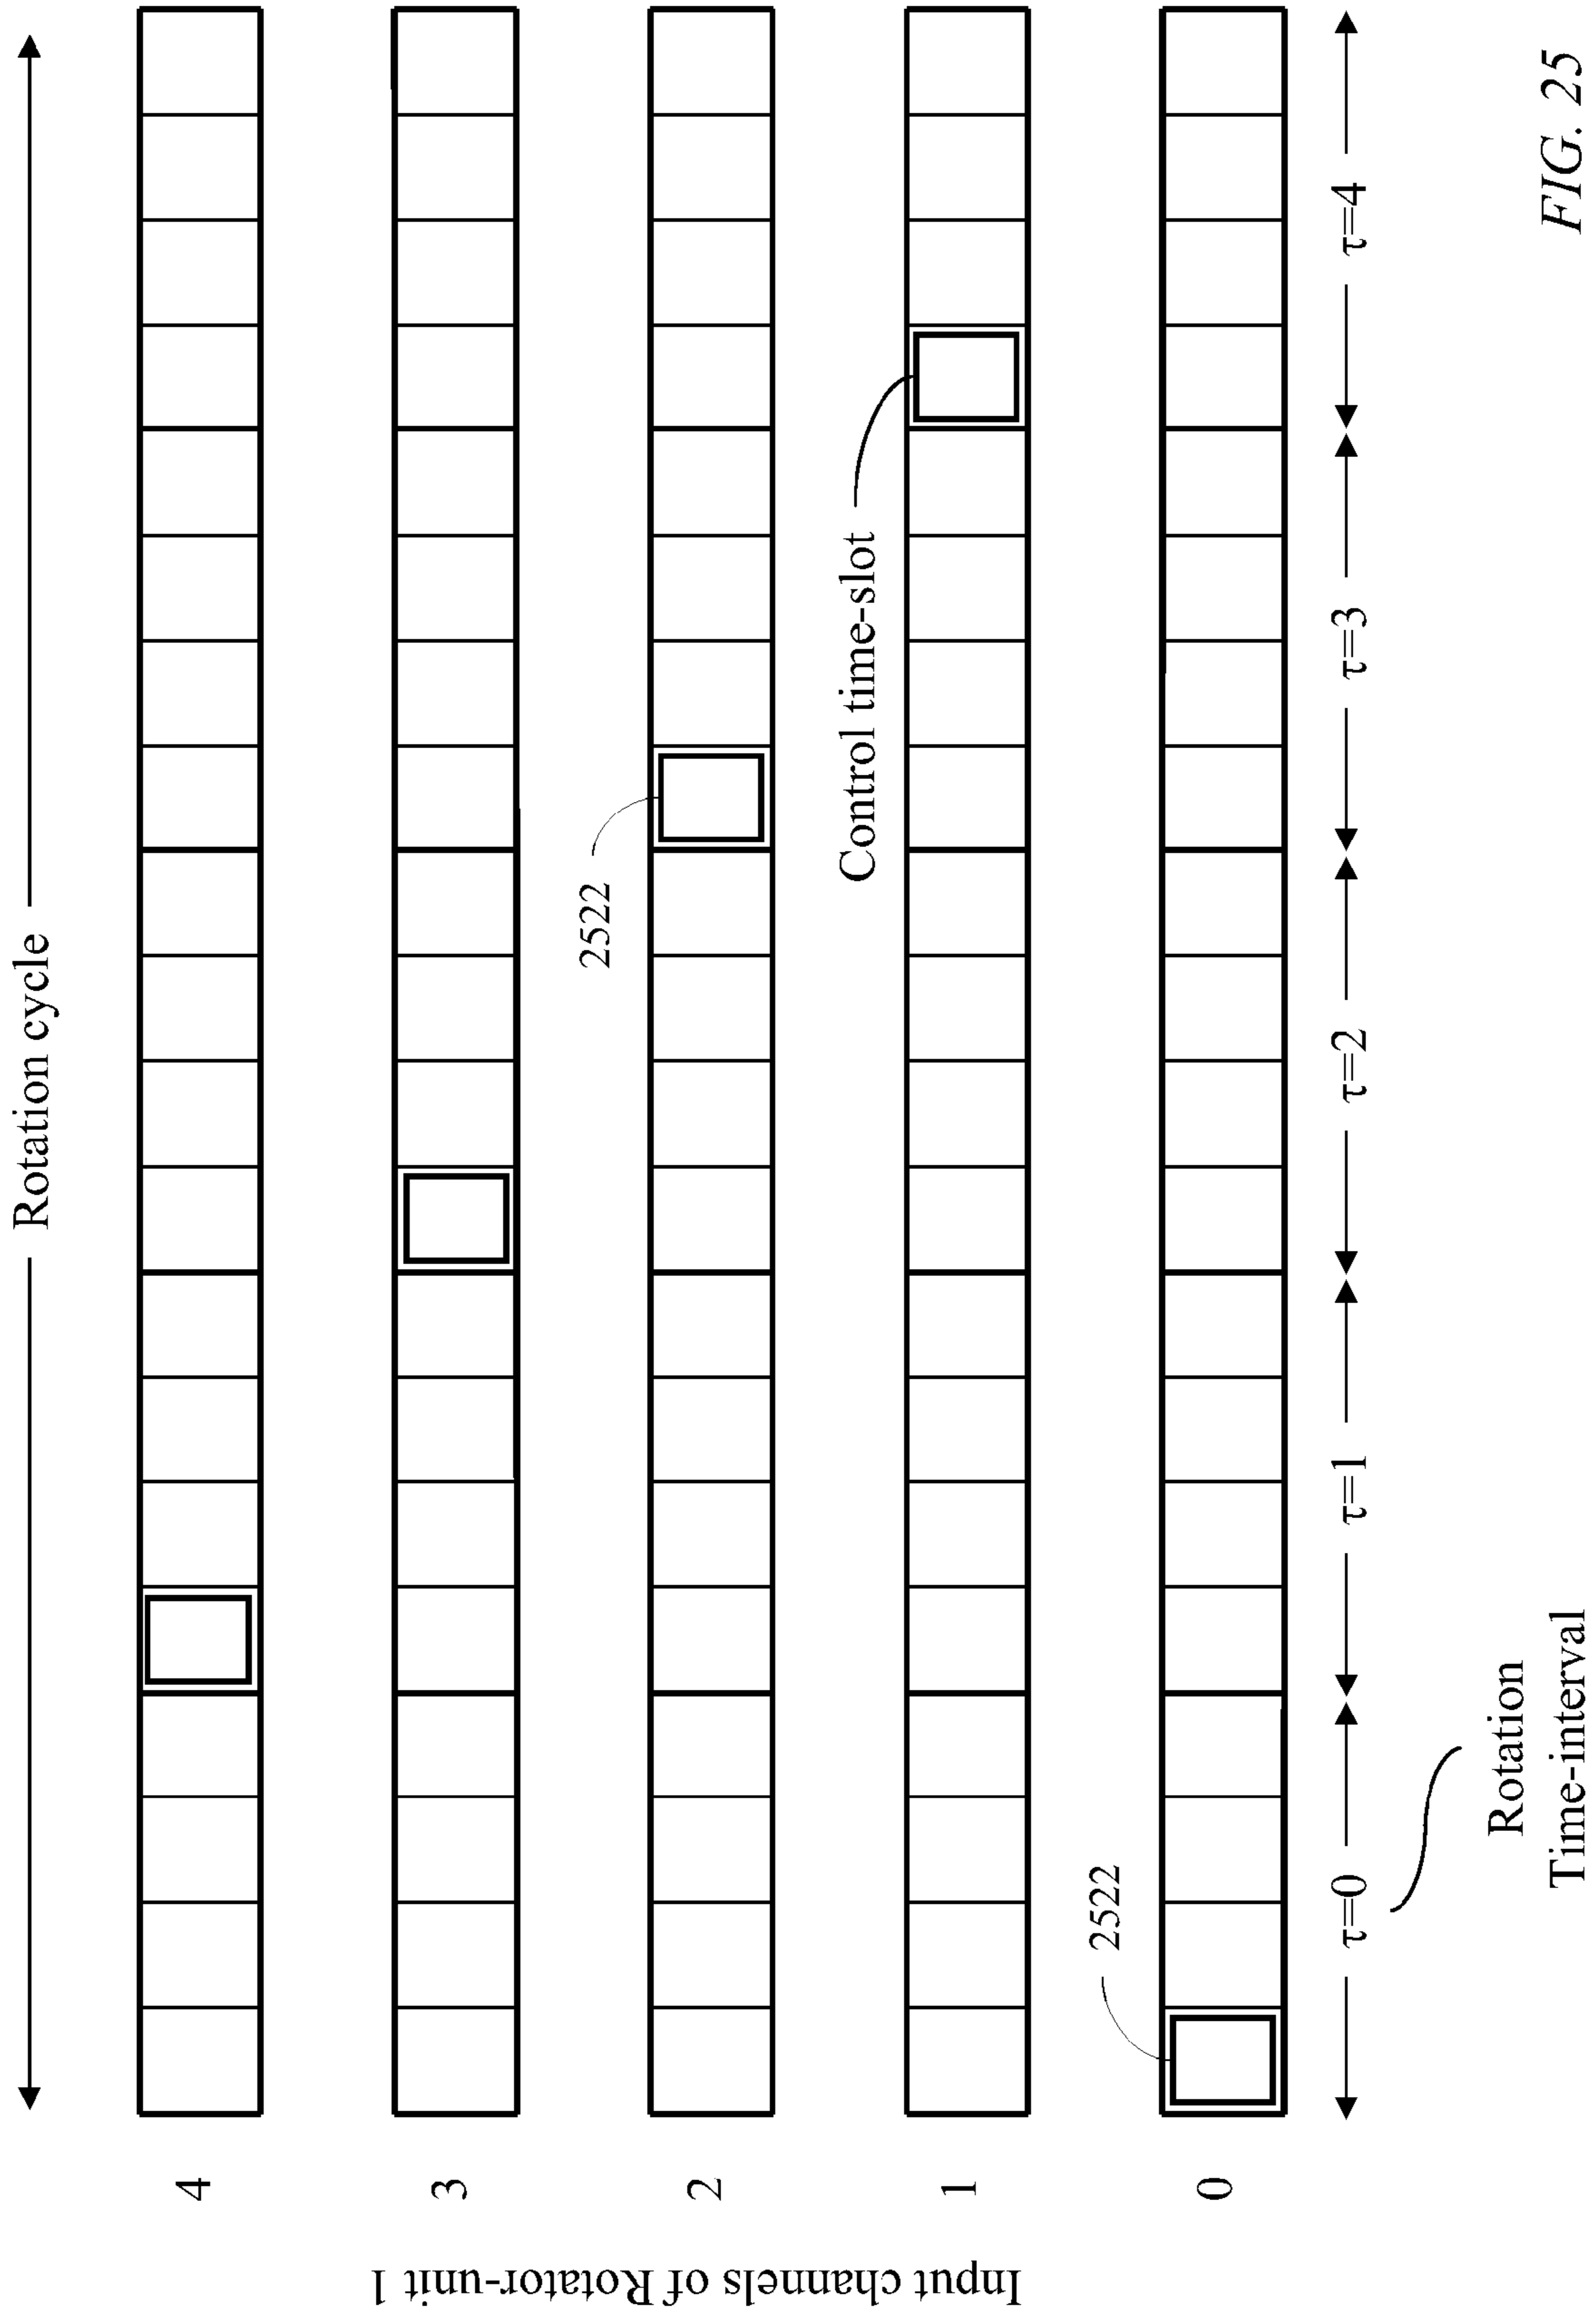 Rotation cycle
4
3
2522
2
Control time-slot
1
2522
0
Input channels of Rotator-unit 1
τ=0
τ=1
τ=2
τ=3
τ=4
Rotation
Time-interval
FIG. 25